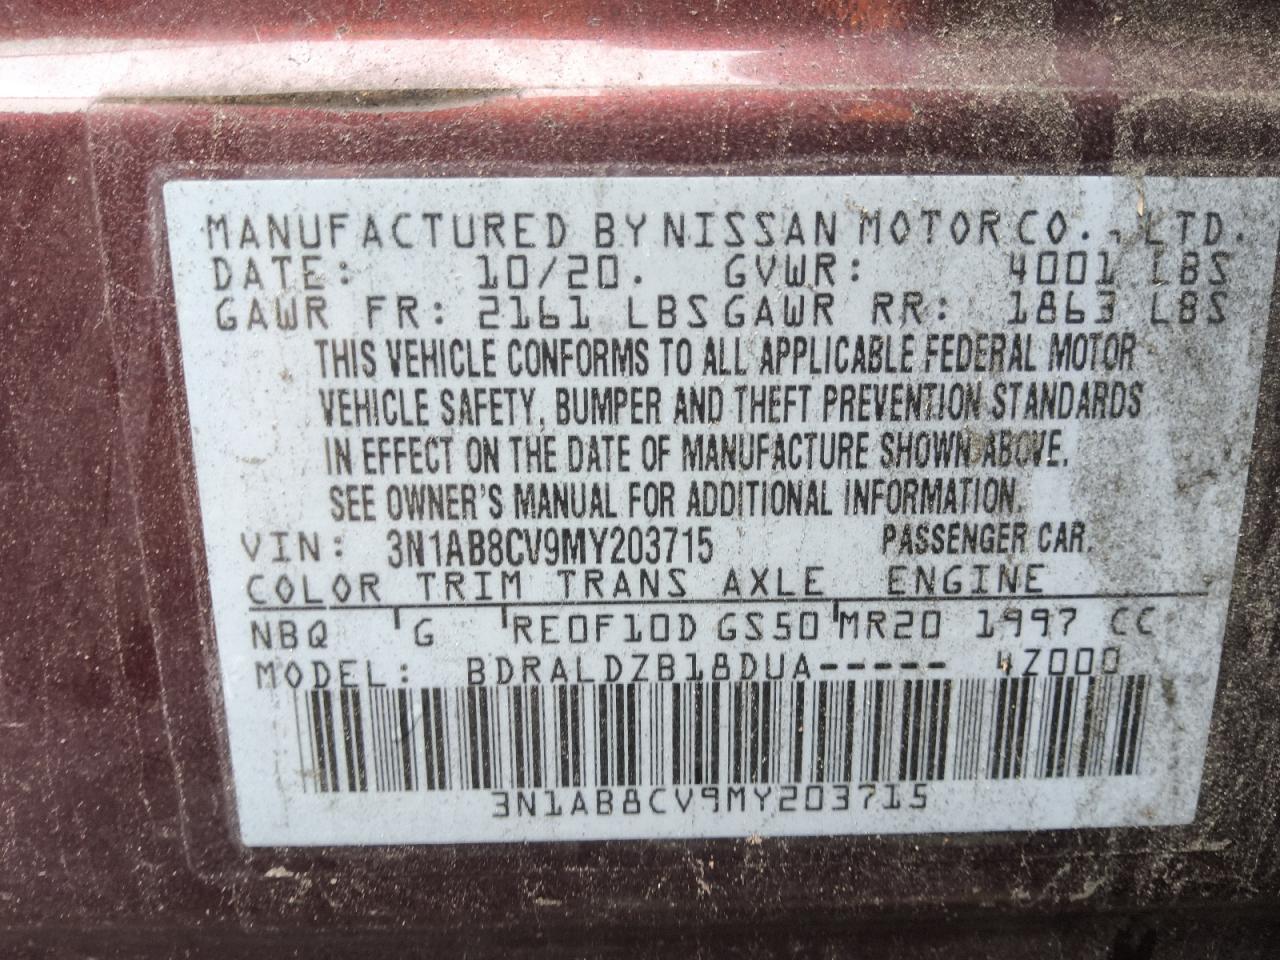 MANUFACTURED BY NISSAN MOTOR CO., LTD.
DATE: 10/20. GVWR: 4001 LBS
GAWR FR: 2161 LBS GAWR RR: 1863 LBS
THIS VEHICLE CONFORMS TO ALL APPLICABLE FEDERAL MOTOR
VEHICLE SAFETY, BUMPER AND THEFT PREVENTION STANDARDS
IN EFFECT ON THE DATE OF MANUFACTURE SHOWN ABOVE.
SEE OWNER'S MANUAL FOR ADDITIONAL INFORMATION.
VIN: 3N1AB8CV9MY203715 PASSENGER CAR.
COLOR TRIM TRANS AXLE ENGINE
NBQ G RE0F10D GS50 MR20 1997 CC
MODEL: BDRALDZB18DUA----- 4Z000
3N1AB8CV9MY203715